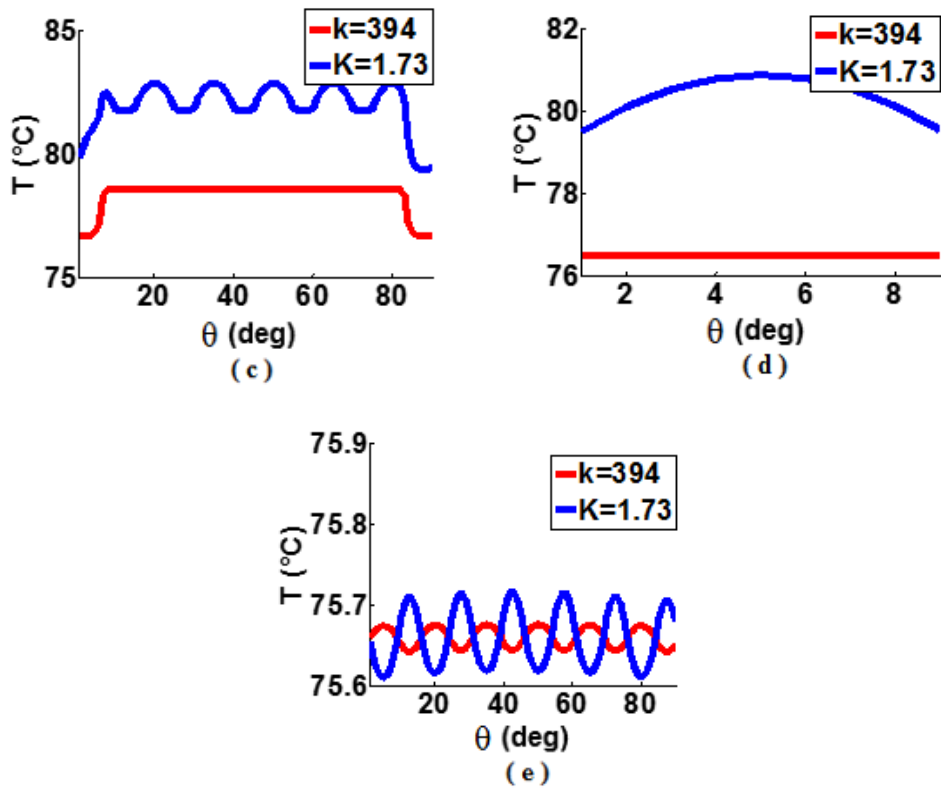 85
80
75
T (°C)
k=394
K=1.73
20 40 60 80
θ (deg)
( c )
82
80
78
76
T (°C)
k=394
K=1.73
2 4 6 8
θ (deg)
( d )
75.9
75.8
75.7
75.6
T (°C)
k=394
K=1.73
20 40 60 80
θ (deg)
( e )